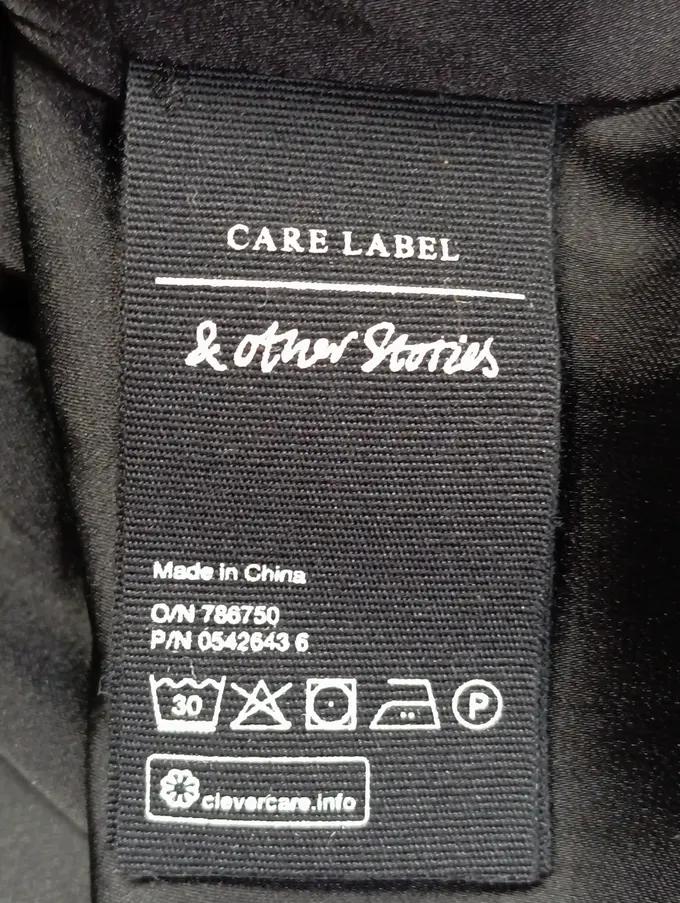 CARE LABEL
& other Stories
Made in China
O/N 786750
P/N 0542643 6
30 P
clevercare.info